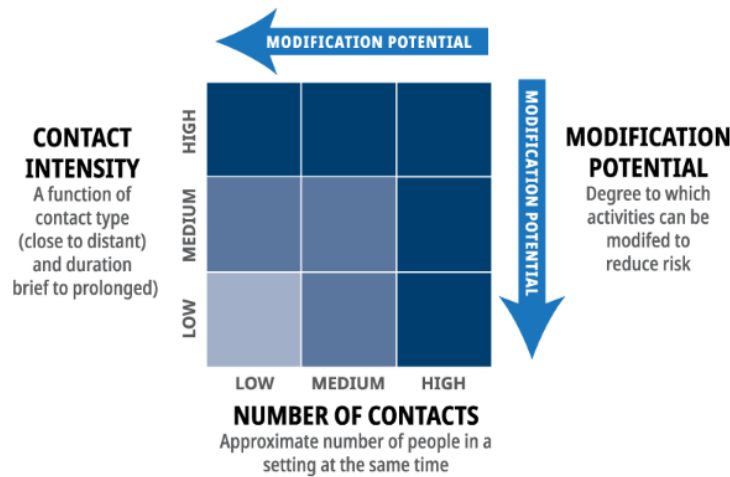 MODIFICATION POTENTIAL
CONTACT
INTENSITY
A function of
contact type
(close to distant)
and duration
brief to prolonged)
HIGH
MEDIUM
LOW
MODIFICATION POTENTIAL
MODIFICATION
POTENTIAL
Degree to which
activities can be
modifed to
reduce risk
LOW MEDIUM HIGH
NUMBER OF CONTACTS
Approximate number of people in a
setting at the same time